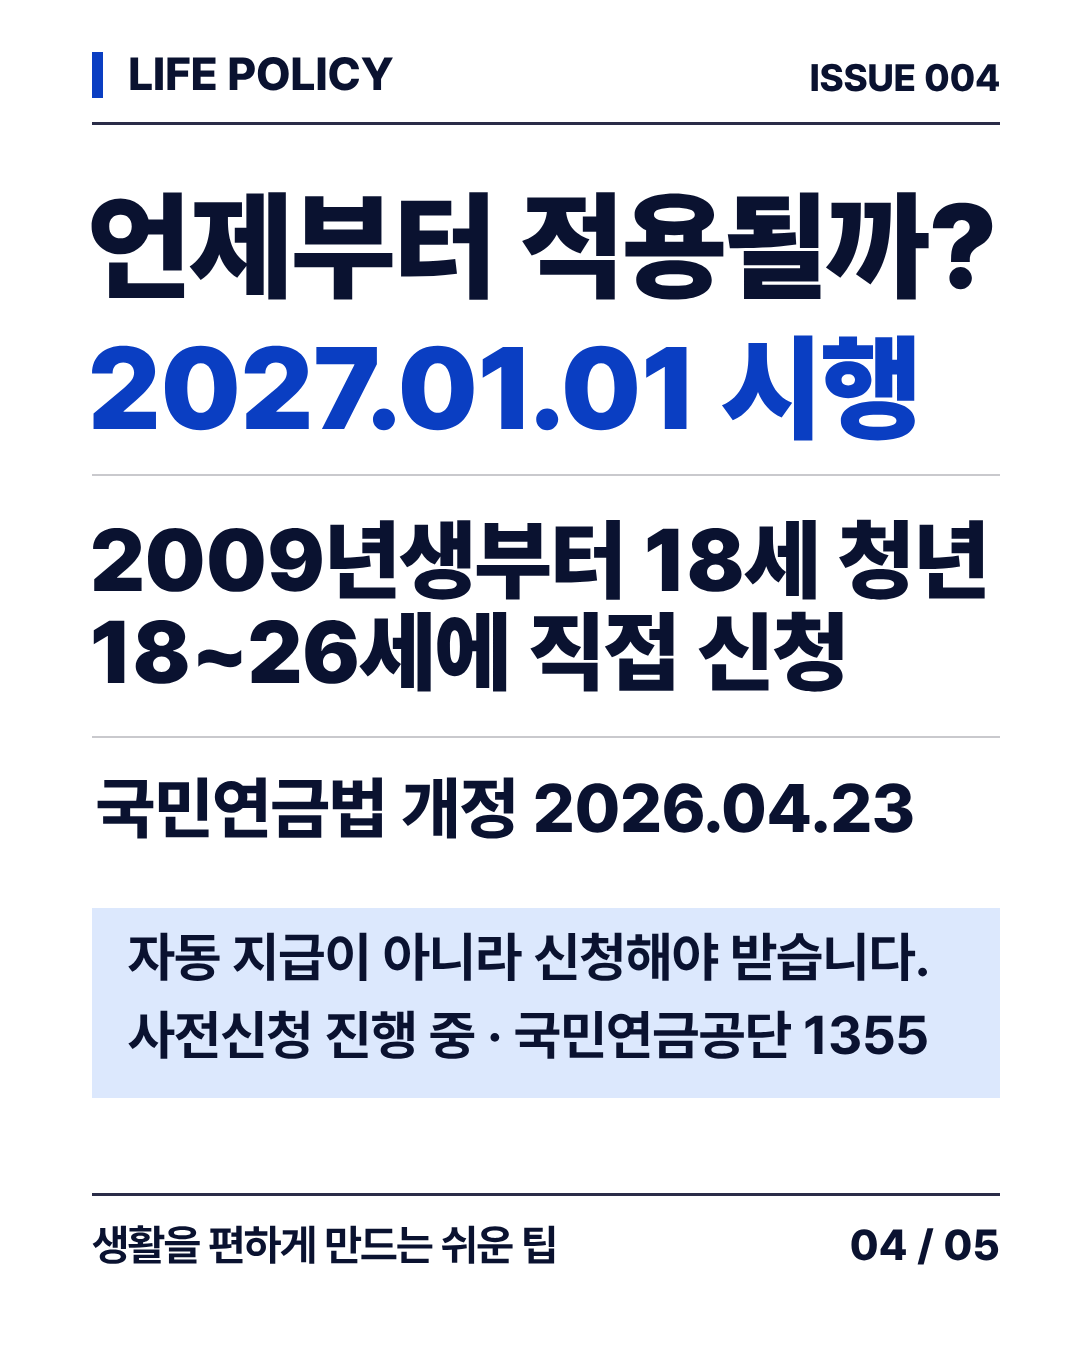 LIFE POLICY
ISSUE 004
언제부터 적용될까?
2027.01.01 시행
2009년생부터 18세 청년
18~26세에 직접 신청
국민연금법 개정 2026.04.23
자동 지급이 아니라 신청해야 받습니다.
사전신청 진행 중 · 국민연금공단 1355
생활을 편하게 만드는 쉬운 팁
04 / 05